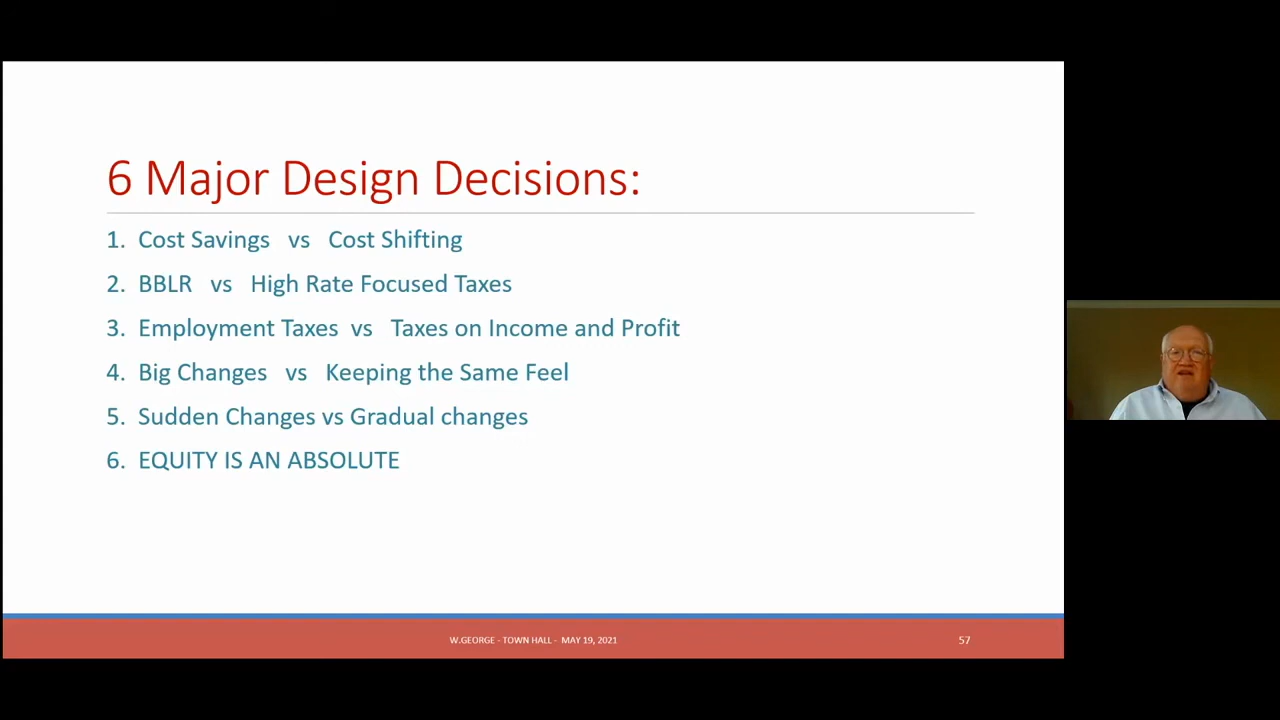 6 Major Design Decisions:
1. Cost Savings vs Cost Shifting
2. BBLR vs High Rate Focused Taxes
3. Employment Taxes vs Taxes on Income and Profit
4. Big Changes vs Keeping the Same Feel
5. Sudden Changes vs Gradual changes
6. EQUITY IS AN ABSOLUTE
W.GEORGE - TOWN HALL - MAY 19, 2021
57